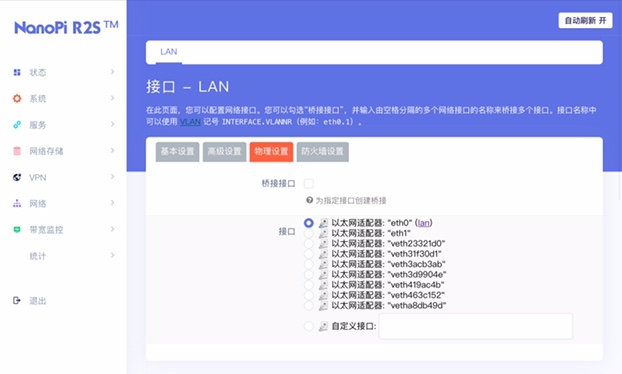 NanoPi R2S™
自动刷新 开
LAN
状态
系统
服务
网络存储
VPN
网络
带宽监控
统计
退出
接口 - LAN
在此页面，您可以配置网络接口。您可以勾选“桥接接口”，并输入由空格分隔的多个网络接口的名称来桥接多个接口。接口名称中
可以使用 VLAN 记号 INTERFACE.VLANNR（例如：eth0.1）。
基本设置 高级设置 物理设置 防火墙设置
桥接接口
为指定接口创建桥接
接口
以太网适配器: "eth0" (lan)
以太网适配器: "eth1"
以太网适配器: "veth23321d0"
以太网适配器: "veth31f30d1"
以太网适配器: "veth3acb3ab"
以太网适配器: "veth3d9904e"
以太网适配器: "veth419ac4b"
以太网适配器: "veth463c152"
以太网适配器: "vetha8db49d"
自定义接口: